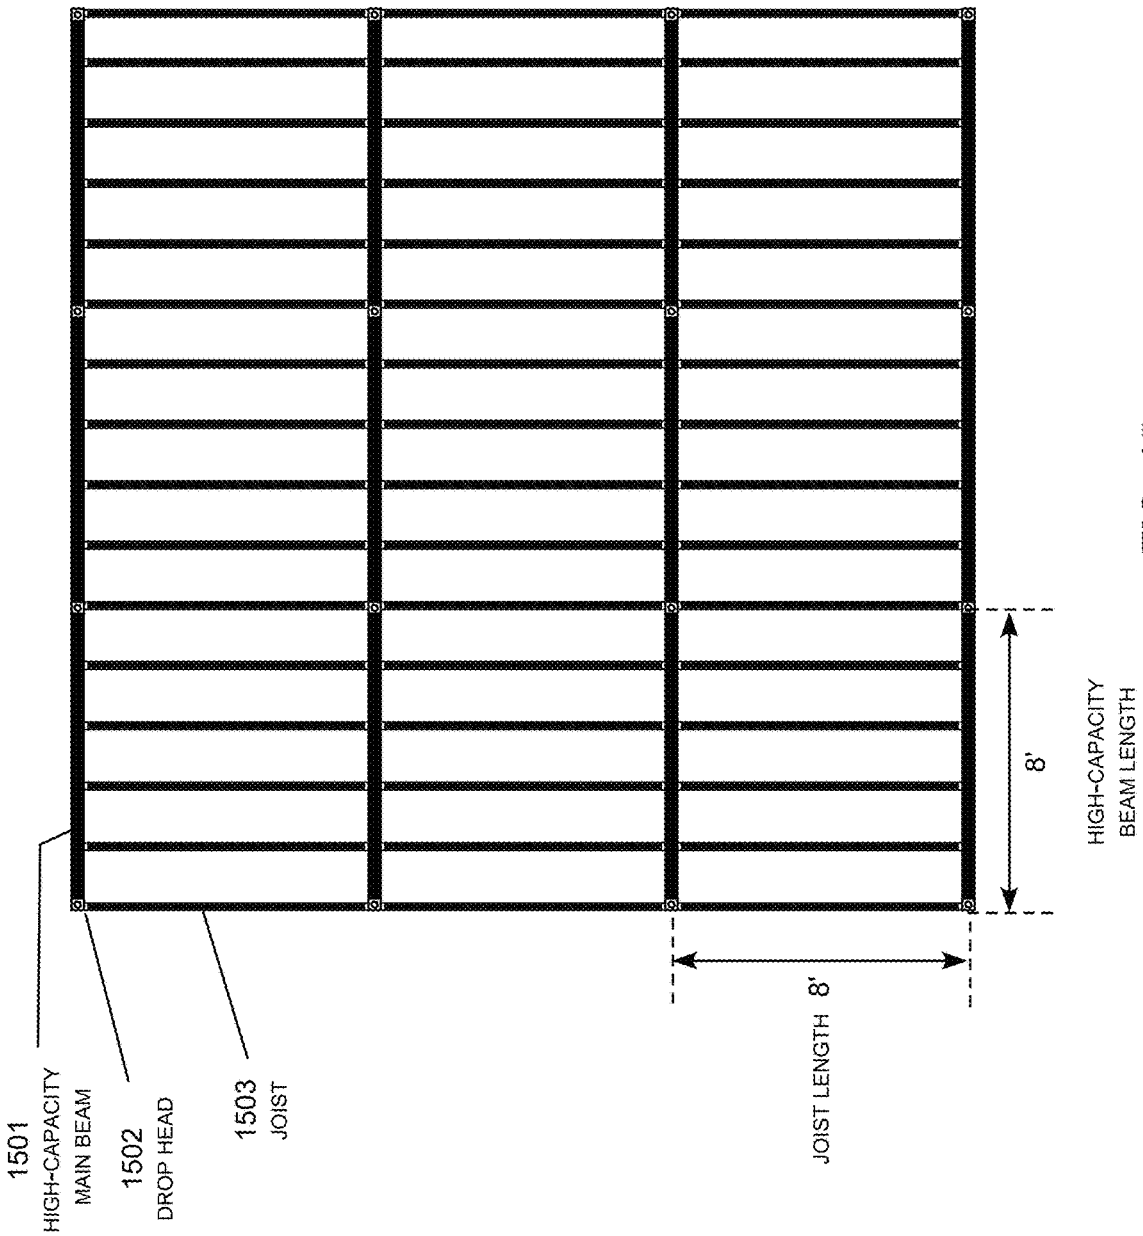 1501
HIGH-CAPACITY
MAIN BEAM
1502
DROP HEAD
1503
JOIST
JOIST LENGTH 8'
8'
HIGH-CAPACITY
BEAM LENGTH